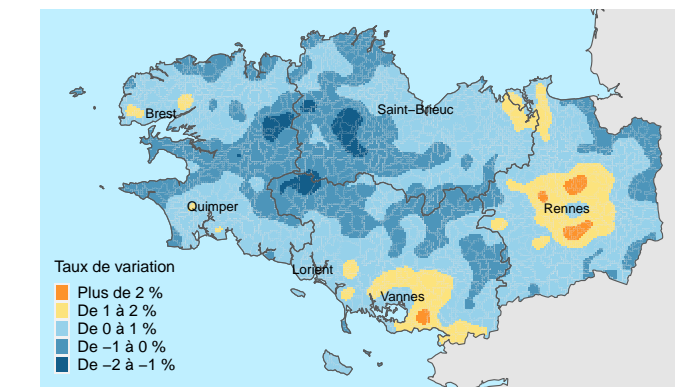 Saint–Brieuc
Brest
Quimper
Rennes
Lorient
Vannes
Taux de variation
Plus de 2 %
De 1 à 2 %
De 0 à 1 %
De −1 à 0 %
De −2 à −1 %